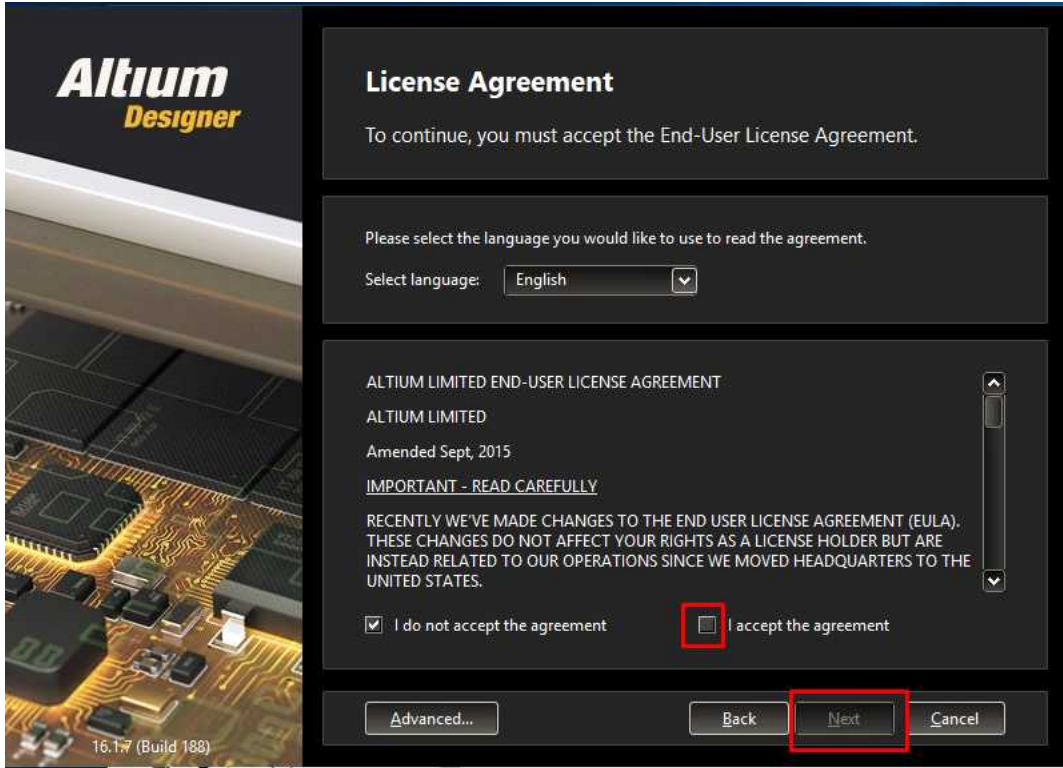 Altium
Designer
License Agreement
To continue, you must accept the End-User License Agreement.
Please select the language you would like to use to read the agreement.
Select language: English
ALTIUM LIMITED END-USER LICENSE AGREEMENT
ALTIUM LIMITED
Amended Sept, 2015
IMPORTANT - READ CAREFULLY
RECENTLY WE'VE MADE CHANGES TO THE END USER LICENSE AGREEMENT (EULA).
THESE CHANGES DO NOT AFFECT YOUR RIGHTS AS A LICENSE HOLDER BUT ARE
INSTEAD RELATED TO OUR OPERATIONS SINCE WE MOVED HEADQUARTERS TO THE
UNITED STATES.
I do not accept the agreement I accept the agreement
Advanced... Back Next Cancel
16.1.7 (Build 188)